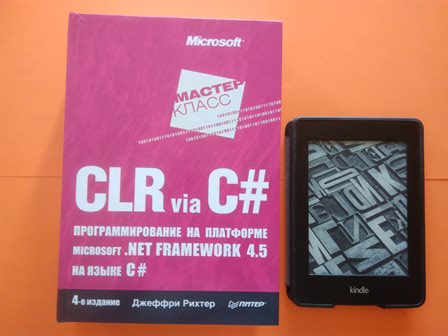 Microsoft
МАСТЕР
КЛАСС
CLR via C#
ПРОГРАММИРОВАНИЕ НА ПЛАТФОРМЕ
MICROSOFT .NET FRAMEWORK 4.5
НА ЯЗЫКЕ C#
4-е издание
Джеффри Рихтер
ПИТЕР
kindle